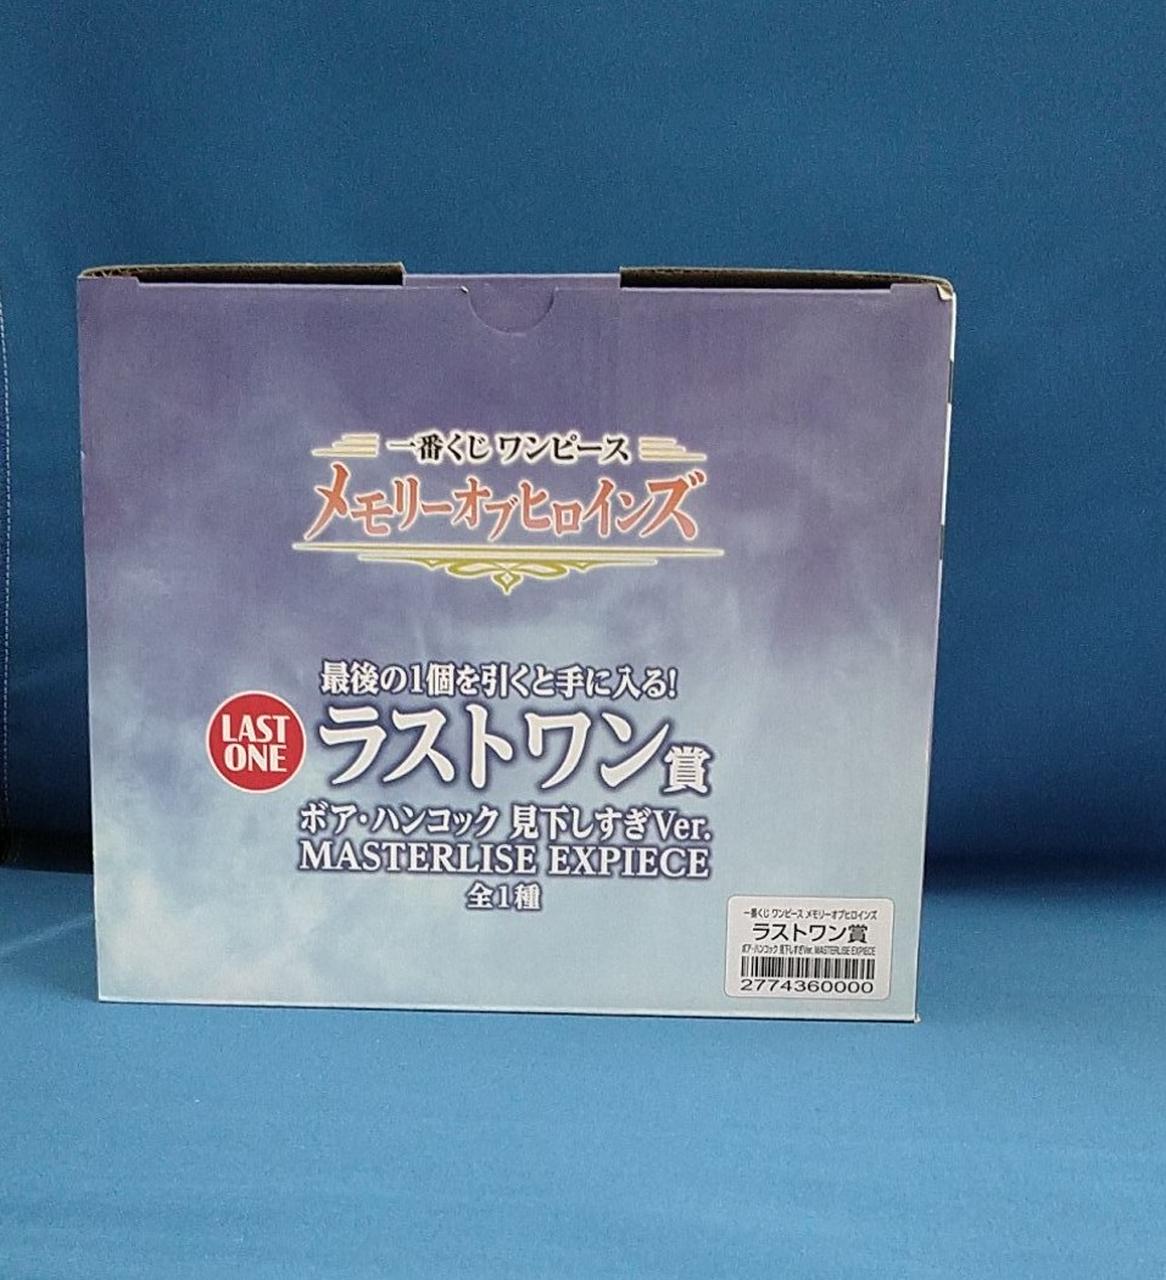 一番くじ ワンピース
メモリーオブヒロインズ
最後の1個を引くと手に入る!
LAST
ONE
ラストワン賞
ボア・ハンコック 見下しすぎVer.
MASTERLISE EXPIECE
全1種
一番くじ ワンピース メモリーオブヒロインズ
ラストワン賞
ボア・ハンコック 見下しすぎVer. MASTERLISE EXPIECE
2774360000